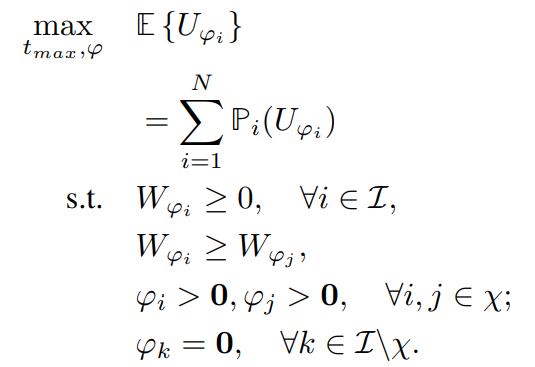 max_{t_{max},φ} 𝔼 {U_{φ_i}}
= ∑_{i=1}^{N} ℙ_i(U_{φ_i})
s.t. W_{φ_i} ≥ 0, ∀i ∈ ℐ,
W_{φ_i} ≥ W_{φ_j},
φ_i > 𝟎, φ_j > 𝟎, ∀i, j ∈ χ;
φ_k = 𝟎, ∀k ∈ ℐ\χ.